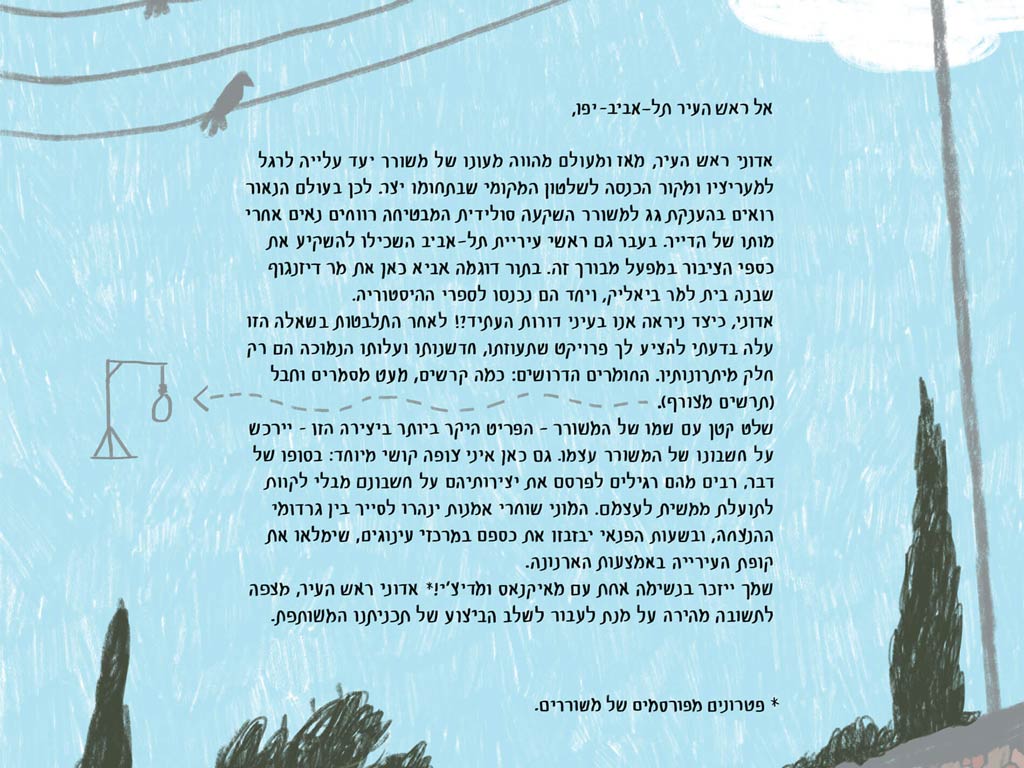 אל ראש העיר תל-אביב-יפו,
אדוני ראש העיר, מאז ומעולם מהווה מעונו של משורר יעד עלייה לרגל
למעריציו ומקור הכנסה לשלטון המקומי שבתחומו יצר. לכן בעולם הנאור
רואים בהענקת גג למשורר השקעה סולידית המבטיחה רווחים נאים אחרי
מותו של הדייר. בעבר גם ראשי עיריית תל-אביב השכילו להשקיע את
כספי הציבור במפעל מבורך זה. בתור דוגמה אביא כאן את מר דיזנגוף
שבנה בית למר ביאליק, ויחד הם נכנסו לספרי ההיסטוריה.
אדוני, כיצד ניראה אנו בעיני דורות העתיד?! לאחר התלבטות בשאלה הזו
עלה בדעתי להציע לך פרויקט שתעוזתו, חדשנותו ועלותו הנמוכה הם רק
חלק מיתרונותיו. החומרים הדרושים: כמה קרשים, מעט מסמרים וחבל
(תרשים מצורף).
שלט קטן עם שמו של המשורר - הפריט היקר ביותר ביצירה הזו - יירכש
על חשבונו של המשורר עצמו. גם כאן איני צופה קושי מיוחד: בסופו של
דבר, רבים מהם רגילים לפרסם את יצירותיהם על חשבונם מבלי לקוות
לתועלת ממשית לעצמם. המוני שוחרי אמנות ינהרו לסייר בין גרדומי
ההנצחה, ובשעות הפנאי יבזבזו את כספם במרכזי עינוגים, שימלאו את
קופת העירייה באמצעות הארנונה.
שמך ייזכר בנשימה אחת עם מאיקנאס ומדיצ'י!* אדוני ראש העיר, מצפה
לתשובה מהירה על מנת לעבור לשלב הביצוע של תכניתנו המשותפת.
* פטרונים מפורסמים של משוררים.